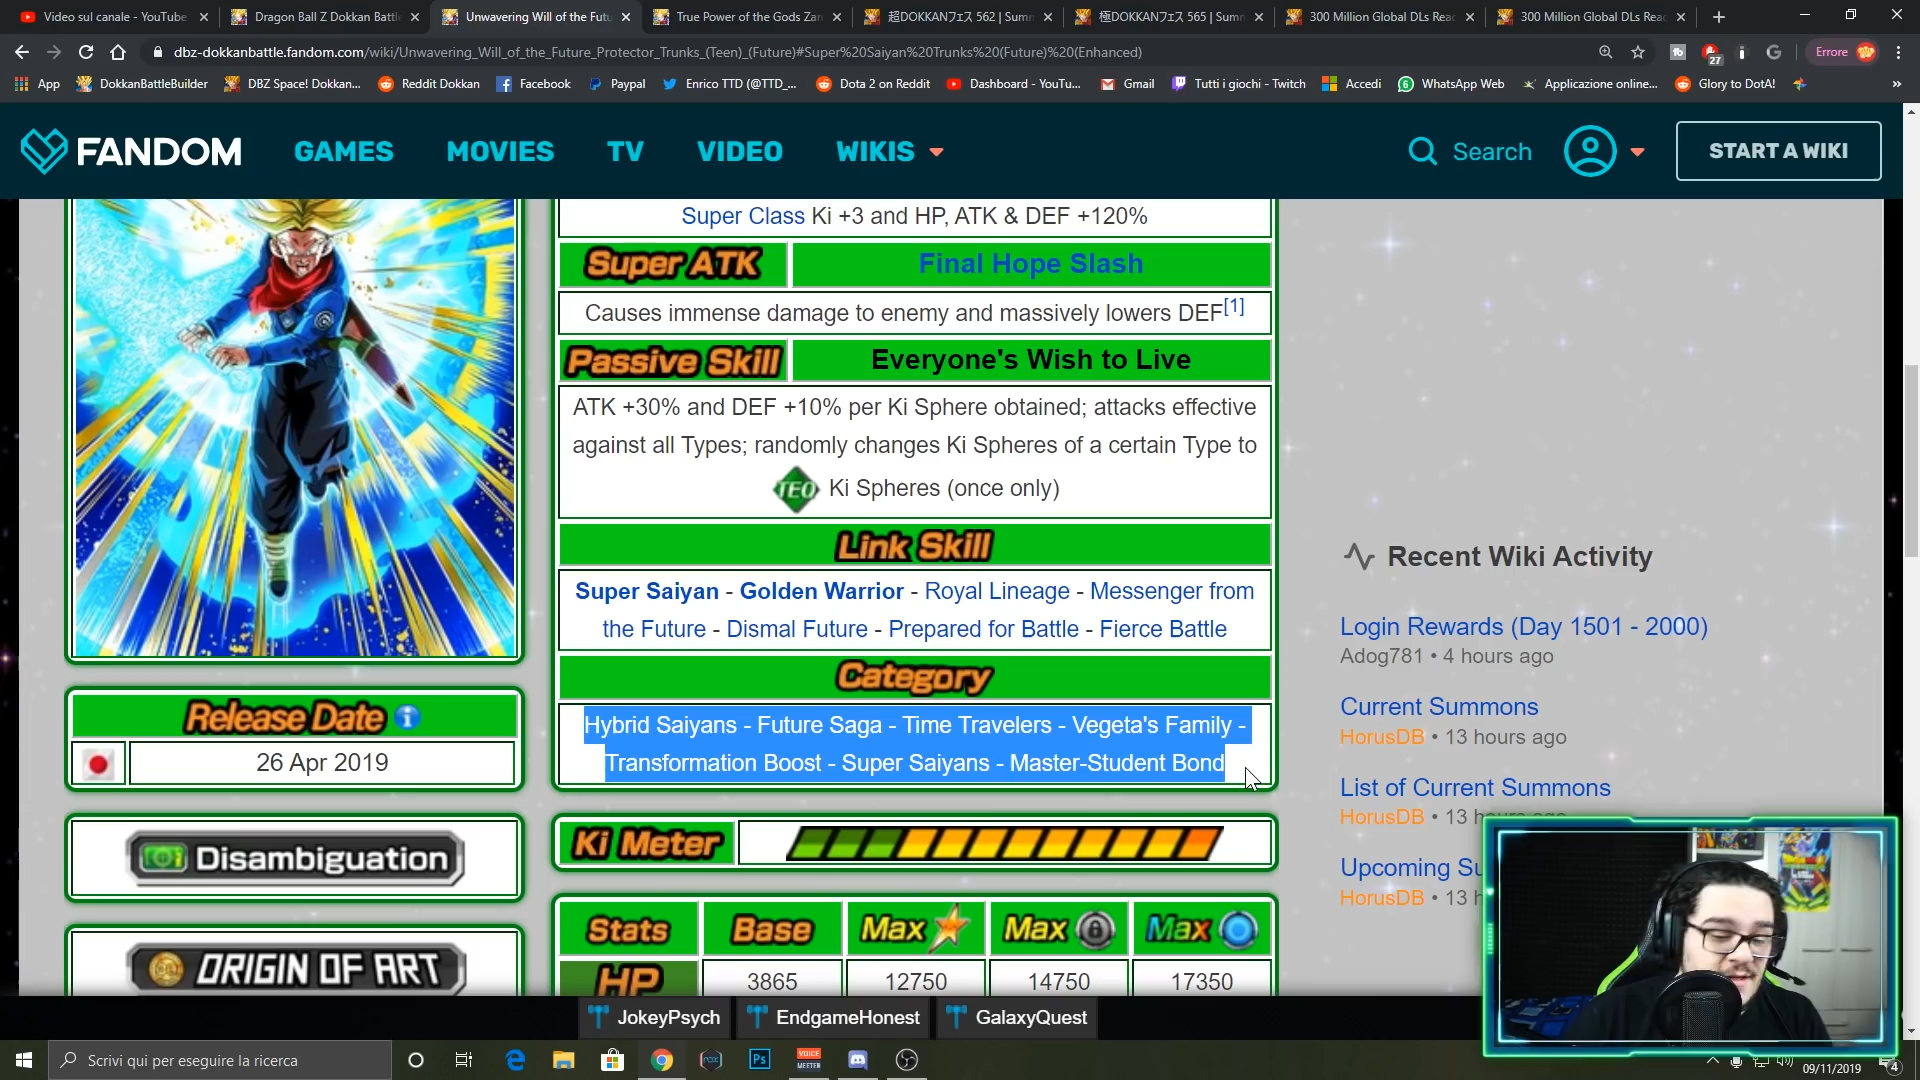 Video sul canale - YouTube
Dragon Ball Z Dokkan Battl
Unwavering Will of the Futu
True Power of the Gods Zam
超DOKKANフェス 562 | Sumn
極DOKKANフェス 565 | Sumn
300 Million Global DLs Reac
300 Million Global DLs Reac
dbz-dokkanbattle.fandom.com/wiki/Unwavering_Will_of_the_Future_Protector_Trunks_(Teen)_(Future)#Super%20Saiyan%20Trunks%20(Future)%20(Enhanced)
27
Errore
App
DokkanBattleBuilder
DBZ Space! Dokkan...
Reddit Dokkan
Facebook
Paypal
Enrico TTD (@TTD_...
Dota 2 on Reddit
Dashboard - YouTu...
Gmail
Tutti i giochi - Twitch
Accedi
WhatsApp Web
Applicazione online...
Glory to DotA!
FANDOM
GAMES
MOVIES
TV
VIDEO
WIKIS
Search
START A WIKI
Super Class Ki +3 and HP, ATK & DEF +120%
Super ATK
Final Hope Slash
Causes immense damage to enemy and massively lowers DEF[1]
Passive Skill
Everyone's Wish to Live
ATK +30% and DEF +10% per Ki Sphere obtained; attacks effective
against all Types; randomly changes Ki Spheres of a certain Type to
TEQ Ki Spheres (once only)
Link Skill
Super Saiyan - Golden Warrior - Royal Lineage - Messenger from
the Future - Dismal Future - Prepared for Battle - Fierce Battle
Category
Hybrid Saiyans - Future Saga - Time Travelers - Vegeta's Family -
Transformation Boost - Super Saiyans - Master-Student Bond
Release Date
26 Apr 2019
Disambiguation
ORIGIN OF ART
Ki Meter
Stats
Base
Max
Max
Max
HP
3865
12750
14750
17350
Recent Wiki Activity
Login Rewards (Day 1501 - 2000)
Adog781 • 4 hours ago
Current Summons
HorusDB • 13 hours ago
List of Current Summons
HorusDB • 13 hours ago
Upcoming Su
HorusDB • 13 h
JokeyPsych
EndgameHonest
GalaxyQuest
Scrivi qui per eseguire la ricerca
Ps
VOICE
MEETER
09/11/2019
4